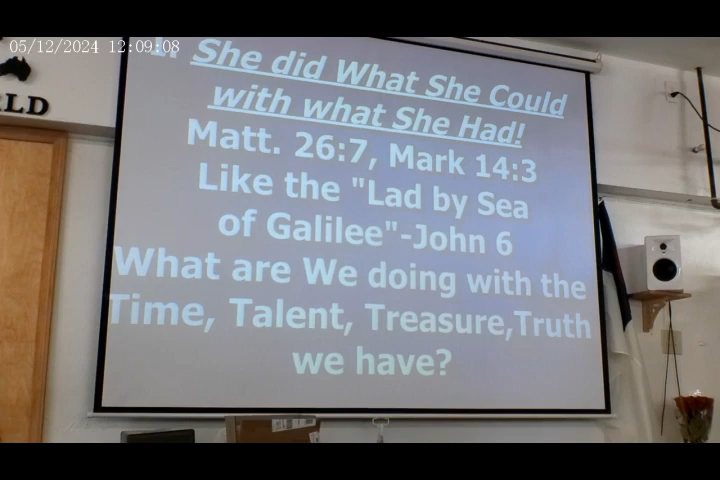 05/12/2024 12:09:08
1. She did What She Could
with what She Had!
Matt. 26:7, Mark 14:3
Like the "Lad by Sea
of Galilee"-John 6
What are We doing with the
Time, Talent, Treasure,Truth
we have?